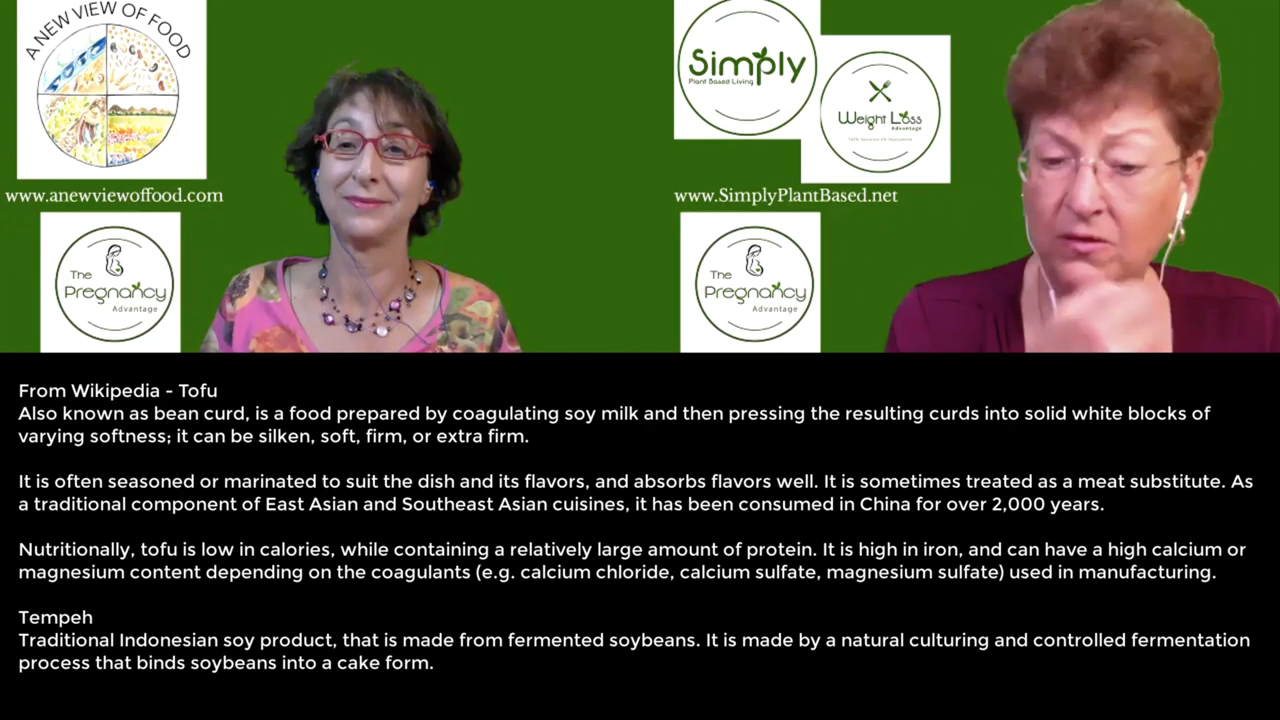 A NEW VIEW OF FOOD
www.anewviewoffood.com
The
Pregnancy
Advantage
Simply
Plant Based Living
Weight Loss
Advantage
www.SimplyPlantBased.net
The
Pregnancy
Advantage
From Wikipedia - Tofu
Also known as bean curd, is a food prepared by coagulating soy milk and then pressing the resulting curds into solid white blocks of
varying softness; it can be silken, soft, firm, or extra firm.
It is often seasoned or marinated to suit the dish and its flavors, and absorbs flavors well. It is sometimes treated as a meat substitute. As
a traditional component of East Asian and Southeast Asian cuisines, it has been consumed in China for over 2,000 years.
Nutritionally, tofu is low in calories, while containing a relatively large amount of protein. It is high in iron, and can have a high calcium or
magnesium content depending on the coagulants (e.g. calcium chloride, calcium sulfate, magnesium sulfate) used in manufacturing.
Tempeh
Traditional Indonesian soy product, that is made from fermented soybeans. It is made by a natural culturing and controlled fermentation
process that binds soybeans into a cake form.